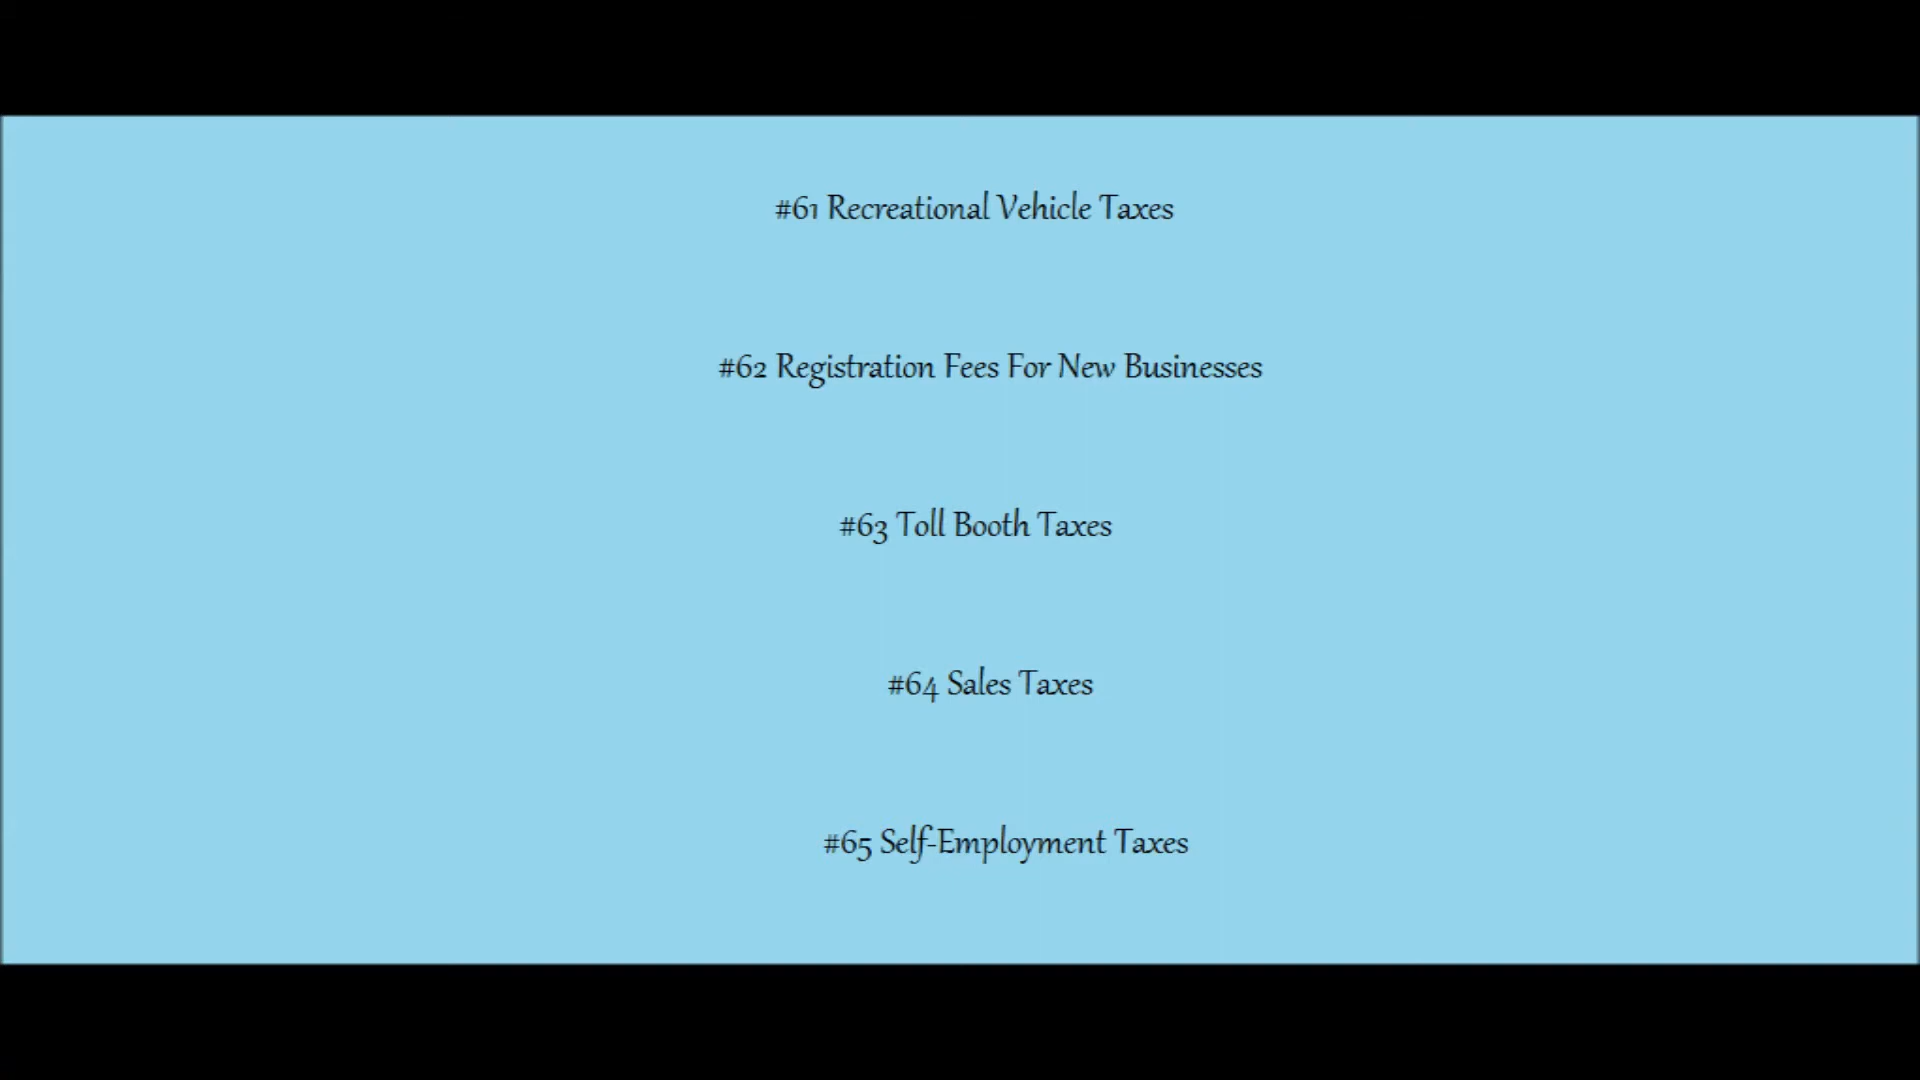 #61 Recreational Vehicle Taxes
#62 Registration Fees For New Businesses
#63 Toll Booth Taxes
#64 Sales Taxes
#65 Self-Employment Taxes